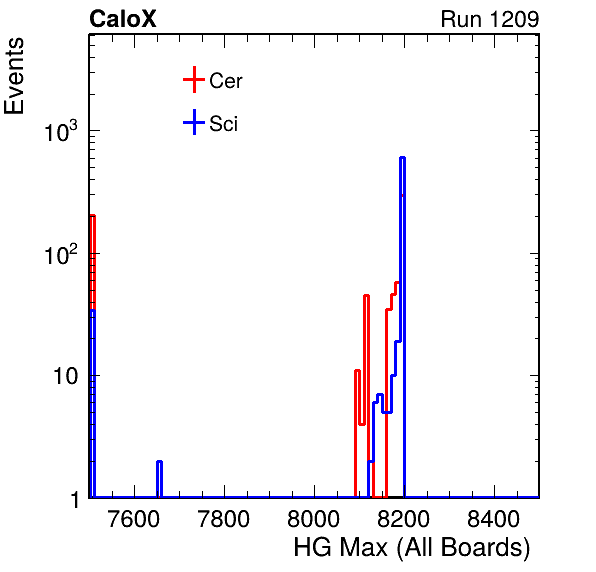 CaloX Run 1209
Events
Cer
Sci
10³
10²
10
1
7600 7800 8000 8200 8400
HG Max (All Boards)